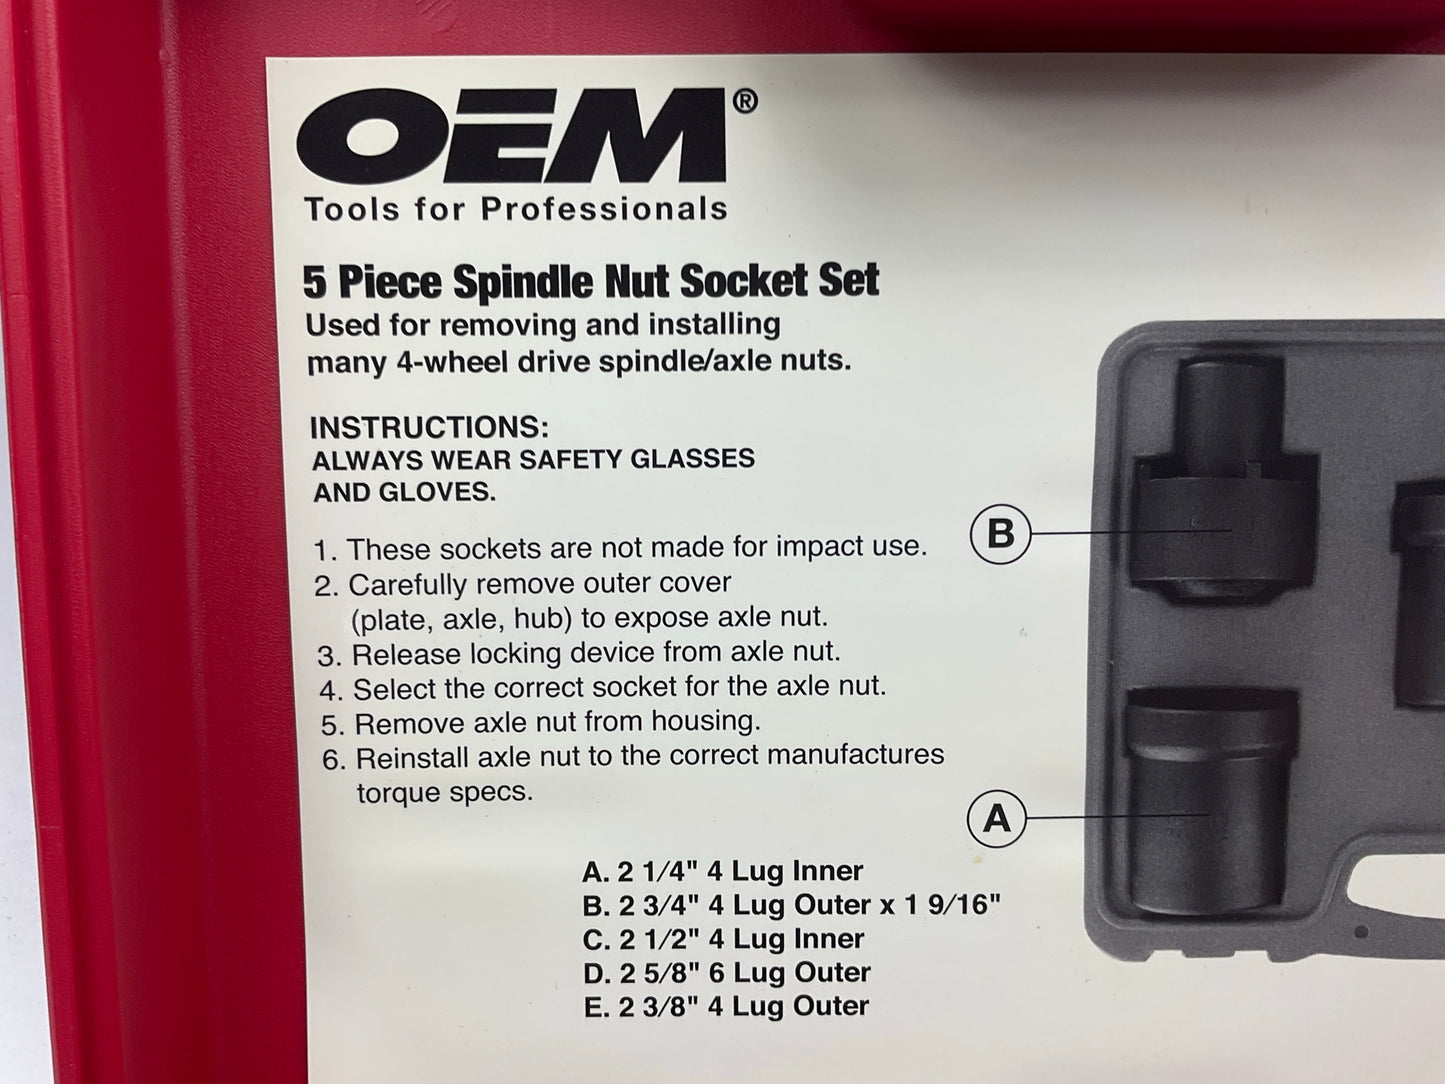 OEM®
Tools for Professionals
5 Piece Spindle Nut Socket Set
Used for removing and installing
many 4-wheel drive spindle/axle nuts.
INSTRUCTIONS:
ALWAYS WEAR SAFETY GLASSES
AND GLOVES.
1. These sockets are not made for impact use.
2. Carefully remove outer cover
(plate, axle, hub) to expose axle nut.
3. Release locking device from axle nut.
4. Select the correct socket for the axle nut.
5. Remove axle nut from housing.
6. Reinstall axle nut to the correct manufactures
torque specs.
B
A
A. 2 1/4" 4 Lug Inner
B. 2 3/4" 4 Lug Outer x 1 9/16"
C. 2 1/2" 4 Lug Inner
D. 2 5/8" 6 Lug Outer
E. 2 3/8" 4 Lug Outer